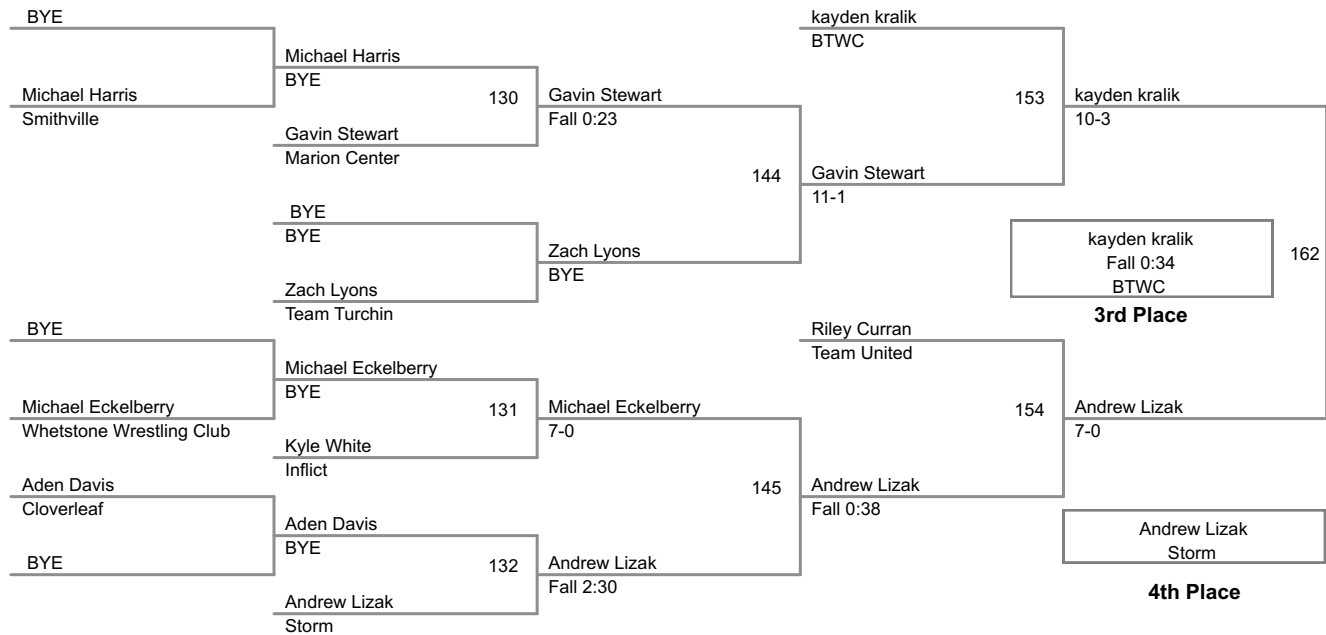 BYE
Michael Harris
Smithville
Michael Harris
BYE
130
Gavin Stewart
Marion Center
Gavin Stewart
Fall 0:23
BYE
BYE
Zach Lyons
Team Turchin
Zach Lyons
BYE
144
Gavin Stewart
11-1
kayden kralik
BTWC
153
kayden kralik
10-3
kayden kralik
Fall 0:34
BTWC
3rd Place
162
BYE
Michael Eckelberry
Whetstone Wrestling Club
Michael Eckelberry
BYE
131
Kyle White
Inflict
Michael Eckelberry
7-0
Aden Davis
Cloverleaf
BYE
Aden Davis
BYE
132
Andrew Lizak
Storm
Andrew Lizak
Fall 2:30
145
Andrew Lizak
Fall 0:38
Riley Curran
Team United
154
Andrew Lizak
7-0
Andrew Lizak
Storm
4th Place